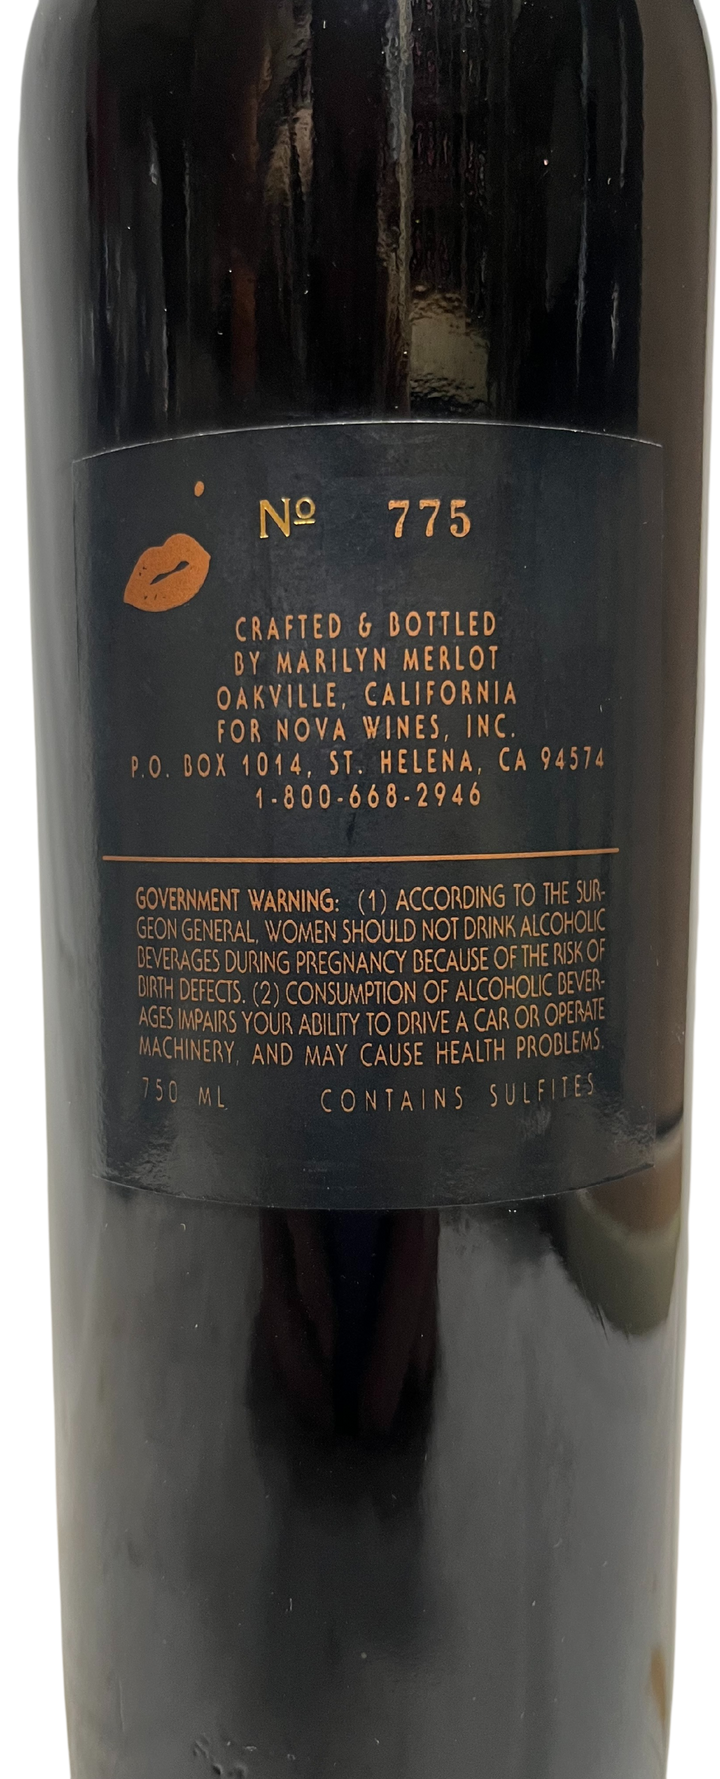 Nº 775
CRAFTED & BOTTLED
BY MARILYN MERLOT
OAKVILLE, CALIFORNIA
FOR NOVA WINES, INC.
P.O. BOX 1014, ST. HELENA, CA 94574
1-800-668-2946
GOVERNMENT WARNING: (1) ACCORDING TO THE SUR-
GEON GENERAL, WOMEN SHOULD NOT DRINK ALCOHOLIC
BEVERAGES DURING PREGNANCY BECAUSE OF THE RISK OF
BIRTH DEFECTS. (2) CONSUMPTION OF ALCOHOLIC BEVER-
AGES IMPAIRS YOUR ABILITY TO DRIVE A CAR OR OPERATE
MACHINERY, AND MAY CAUSE HEALTH PROBLEMS.
750 ML CONTAINS SULFITES